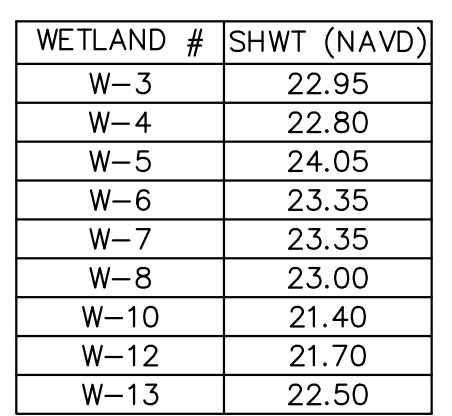 WETLAND # SHWT (NAVD)
W-3 22.95
W-4 22.80
W-5 24.05
W-6 23.35
W-7 23.35
W-8 23.00
W-10 21.40
W-12 21.70
W-13 22.50